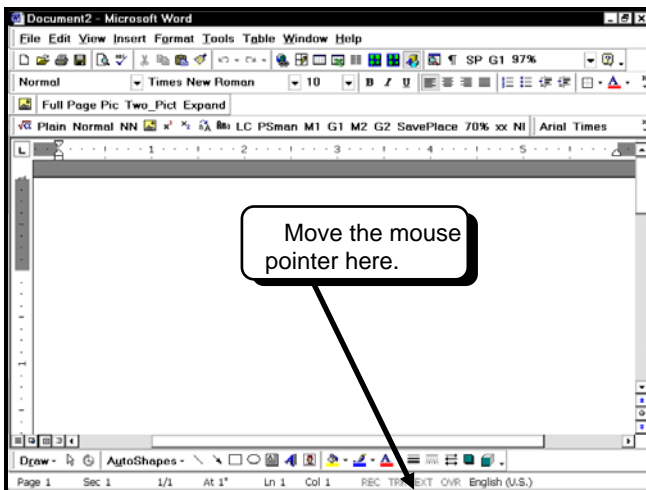 Document2 - Microsoft Word
File Edit View Insert Format Tools Table Window Help
SP G1 97%
Normal Times New Roman 10 B I U A
Full Page Pic Two_Pict Expand
Plain Normal NN x² LC PSman M1 G1 M2 G2 SavePlace 70% xx NI Arial Times
L 1 2 3 4 5
Move the mouse
pointer here.
1
Draw AutoShapes A
Page 1 Sec 1 1/1 At 1" Ln 1 Col 1 REC EXT OVR English (U.S.)